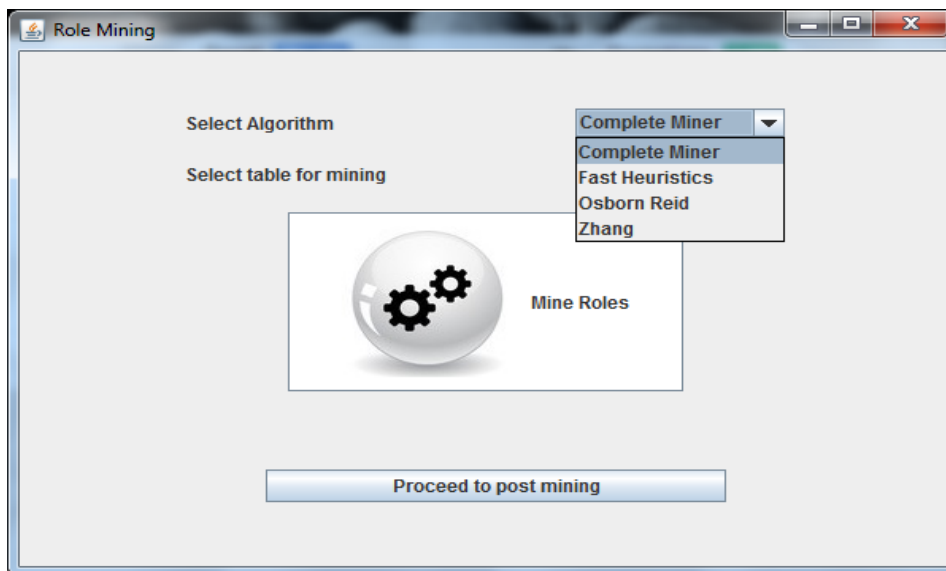 Role Mining
Select Algorithm
Complete Miner
Complete Miner
Fast Heuristics
Osborn Reid
Zhang
Select table for mining
Mine Roles
Proceed to post mining